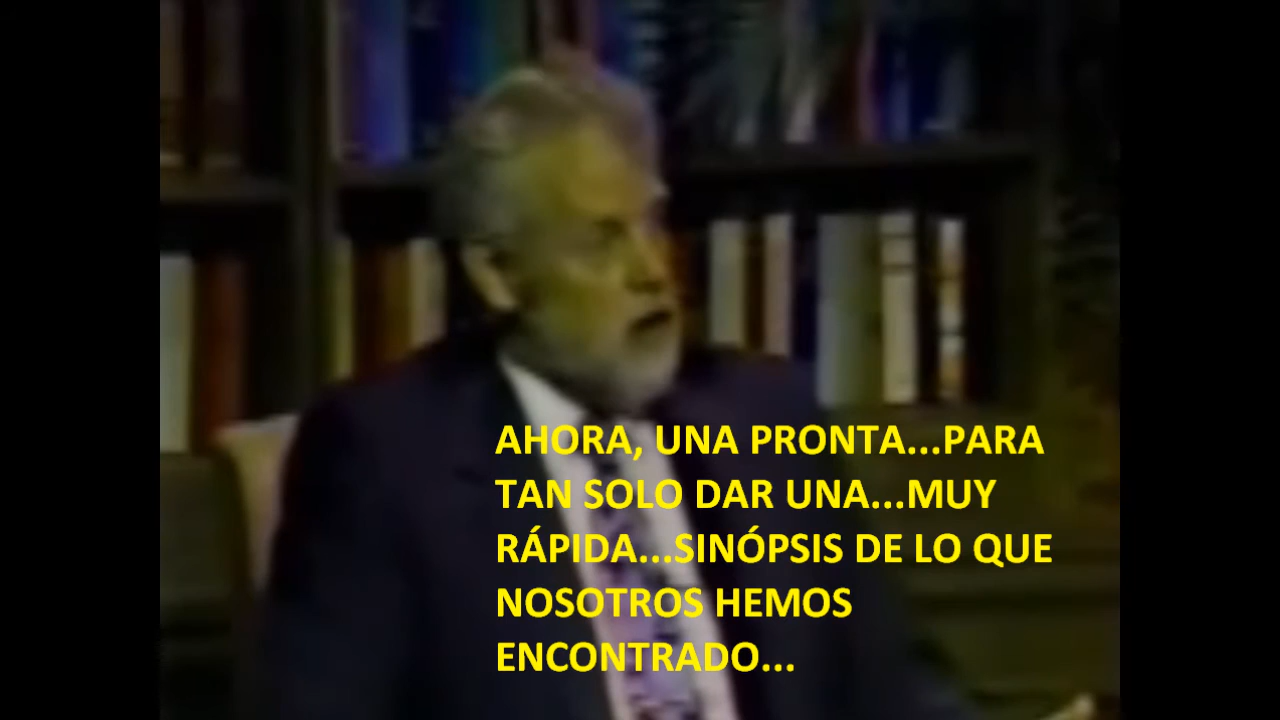 AHORA, UNA PRONTA...PARA
TAN SOLO DAR UNA...MUY
RÁPIDA...SINÓPSIS DE LO QUE
NOSOTROS HEMOS
ENCONTRADO...